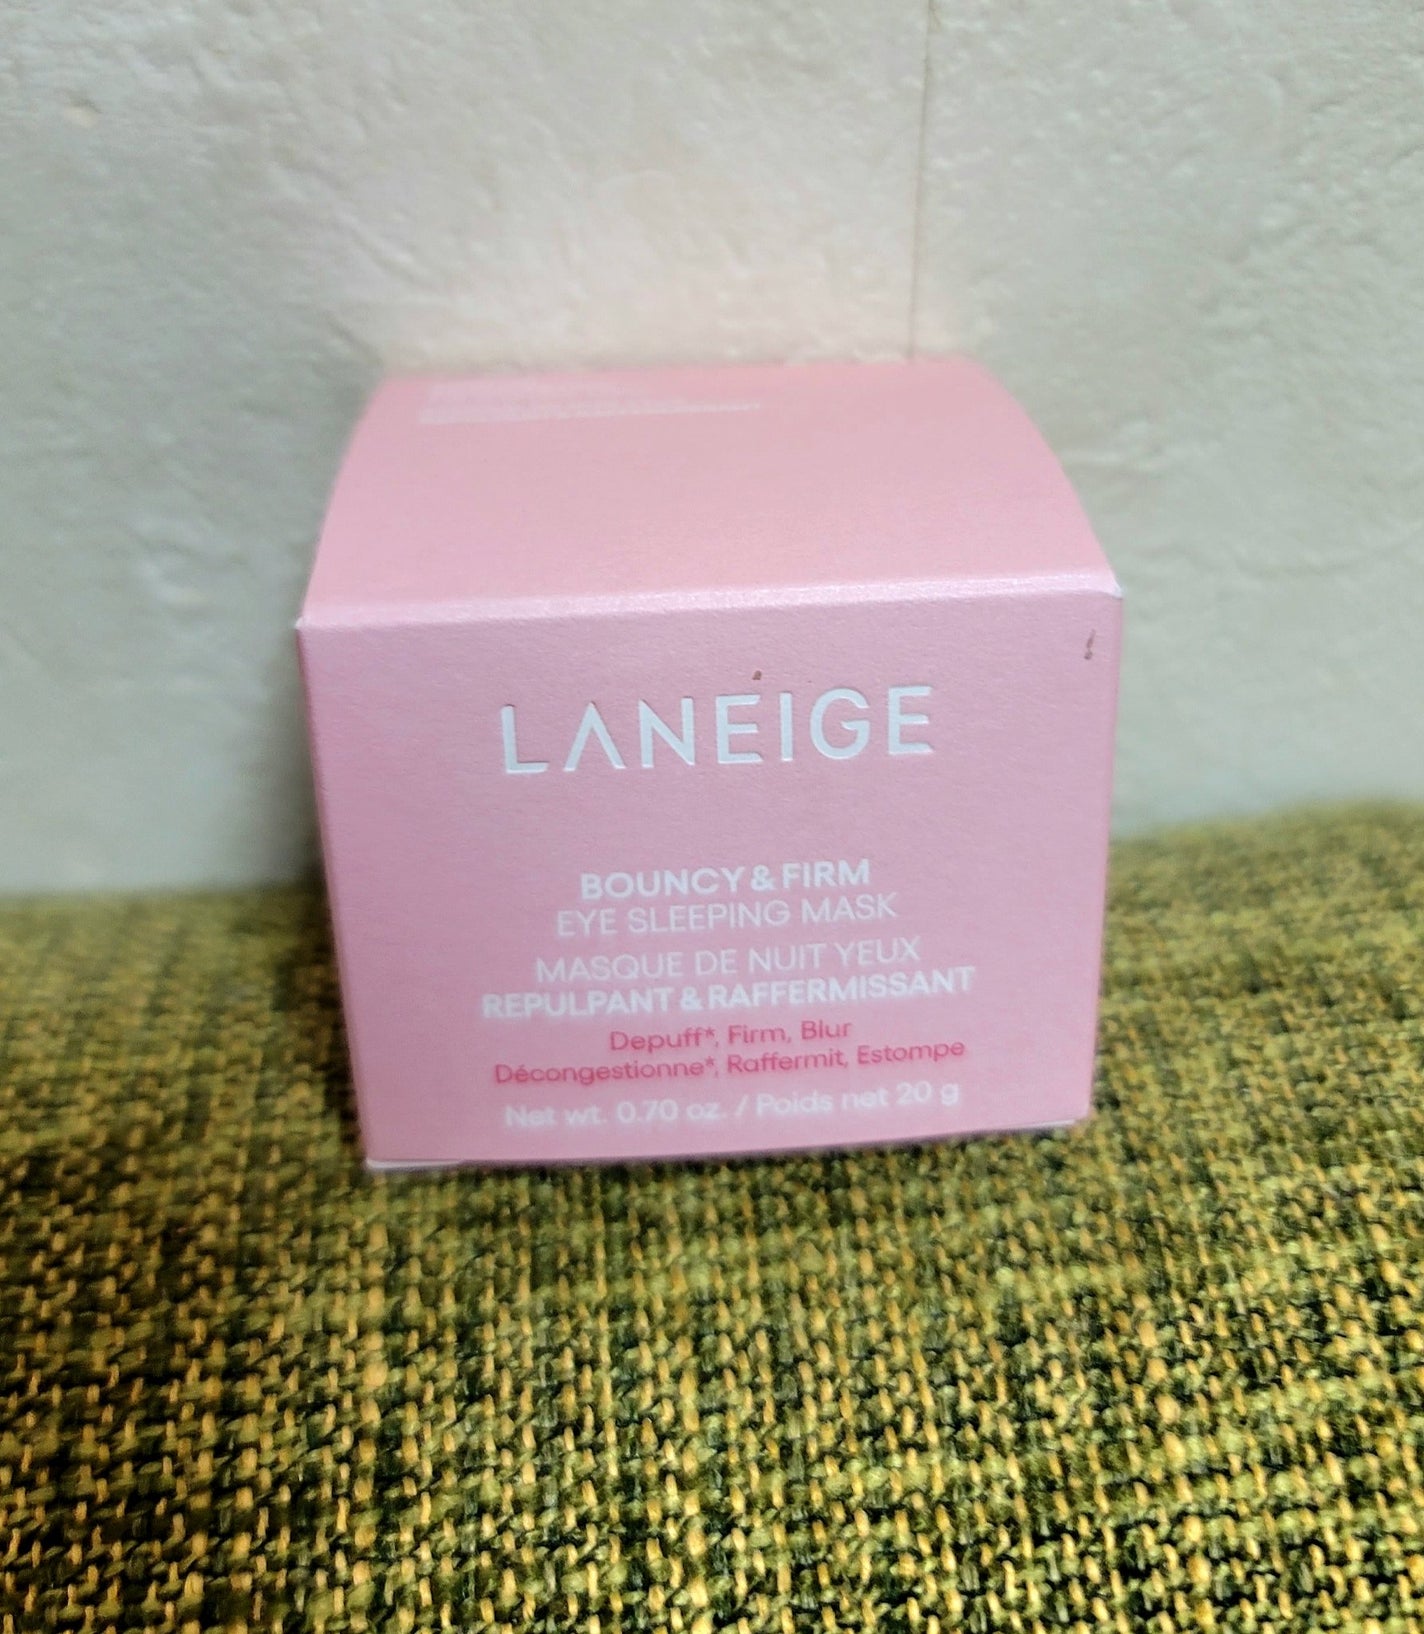 LANEIGE
BOUNCY & FIRM
EYE SLEEPING MASK
MASQUE DE NUIT YEUX
REPULPANT & RAFFERMISSANT
Depuff*, Firm, Blur
Décongestionne*, Raffermit, Estompe
Net wt. 0.70 oz. / Poids net 20 g